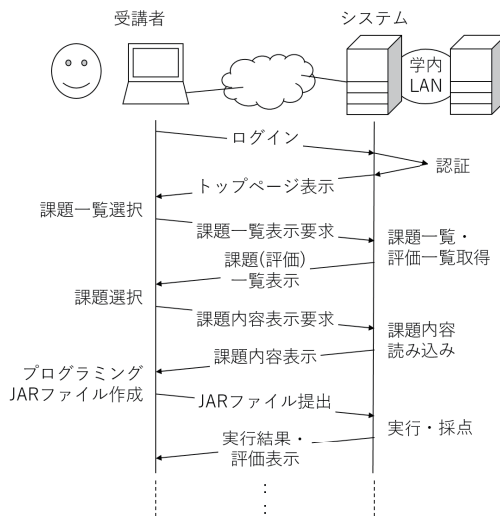 受講者
システム
学内
LAN
ログイン
認証
トップページ表示
課題一覧選択
課題一覧表示要求
課題一覧・
評価一覧取得
課題(評価)
一覧表示
課題選択
課題内容表示要求
課題内容
読み込み
課題内容表示
プログラミング
JARファイル作成
JARファイル提出
実行・採点
実行結果・
評価表示